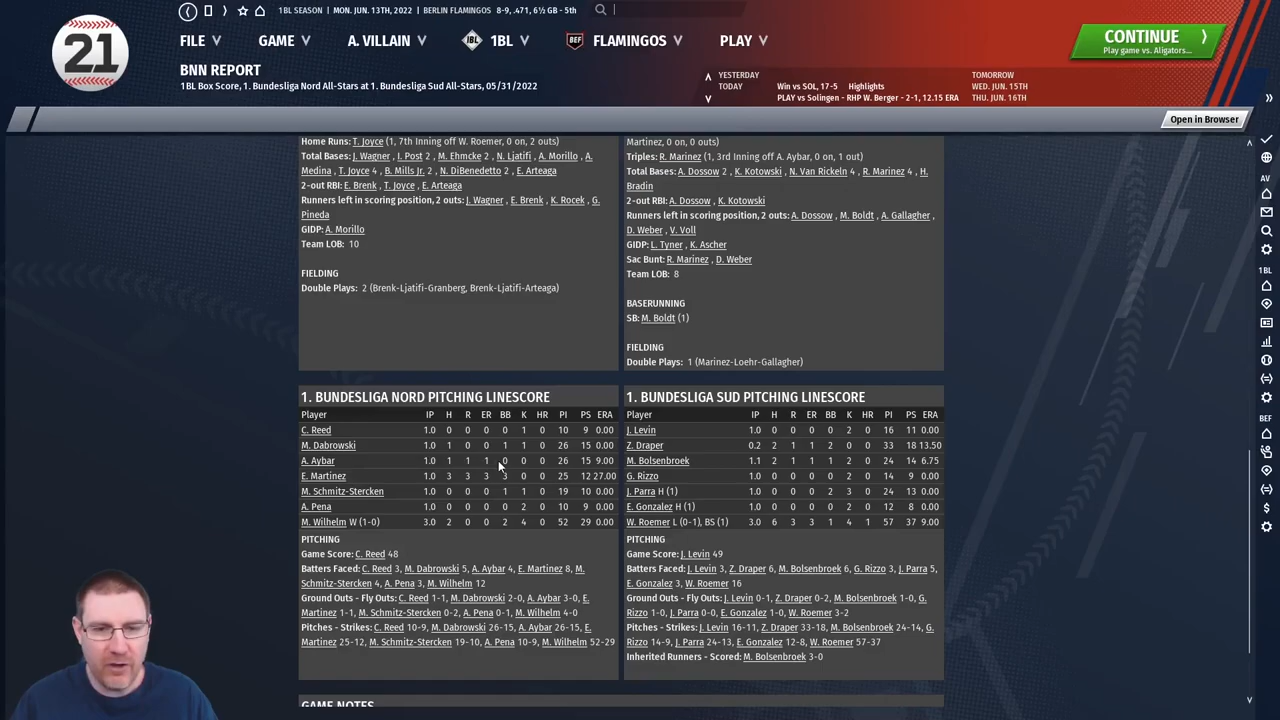 1BL SEASON | MON. JUN. 13TH, 2022 | BERLIN FLAMINGOS 8-9, .471, 6½ GB - 5th
21
FILE GAME A. VILLAIN 1BL FLAMINGOS PLAY
CONTINUE
Play game vs. Aligators...
BNN REPORT
1BL Box Score, 1. Bundesliga Nord All-Stars at 1. Bundesliga Sud All-Stars, 05/31/2022
YESTERDAY Win vs SOL, 17-5 Highlights
TODAY PLAY vs Solingen - RHP W. Berger - 2-1, 12.15 ERA
TOMORROW
WED. JUN. 15TH
THU. JUN. 16TH
Open in Browser
Home Runs: T. Joyce (1, 7th Inning off W. Roemer, 0 on, 2 outs)
Total Bases: J. Wagner , I. Post 2 , M. Ehmcke 2 , N. Ljatifi , A. Morillo , A.
Medina , T. Joyce 4 , B. Mills Jr. 2 , N. DiBenedetto 2 , E. Arteaga
2-out RBI: E. Brenk , T. Joyce , E. Arteaga
Runners left in scoring position, 2 outs: J. Wagner , E. Brenk , K. Rocek , G.
Pineda
GIDP: A. Morillo
Team LOB: 10
FIELDING
Double Plays: 2 (Brenk-Ljatifi-Granberg, Brenk-Ljatifi-Arteaga)
Martinez, 0 on, 0 outs)
Triples: R. Marinez (1, 3rd Inning off A. Aybar, 0 on, 1 out)
Total Bases: A. Dossow 2 , K. Kotowski , N. Van Rickeln 4 , R. Marinez 4 , H.
Bradin
2-out RBI: A. Dossow , K. Kotowski
Runners left in scoring position, 2 outs: A. Dossow , M. Boldt , A. Gallagher ,
D. Weber , V. Voll
GIDP: L. Tyner , K. Ascher
Sac Bunt: R. Marinez , D. Weber
Team LOB: 8
BASERUNNING
SB: M. Boldt (1)
FIELDING
Double Plays: 1 (Marinez-Loehr-Gallagher)
1. BUNDESLIGA NORD PITCHING LINESCORE
Player IP H R ER BB K HR PI PS ERA
C. Reed 1.0 0 0 0 0 1 0 10 9 0.00
M. Dabrowski 1.0 1 0 0 1 1 0 26 15 0.00
A. Aybar 1.0 1 1 1 0 0 0 26 15 9.00
E. Martinez 1.0 3 3 3 3 0 0 25 12 27.00
M. Schmitz-Stercken 1.0 0 0 0 1 1 0 19 10 0.00
A. Pena 1.0 0 0 0 0 2 0 10 9 0.00
M. Wilhelm W (1-0) 3.0 2 0 0 2 4 0 52 29 0.00
PITCHING
Game Score: C. Reed 48
Batters Faced: C. Reed 3, M. Dabrowski 5, A. Aybar 4, E. Martinez 8, M.
Schmitz-Stercken 4, A. Pena 3, M. Wilhelm 12
Ground Outs - Fly Outs: C. Reed 1-1, M. Dabrowski 2-0, A. Aybar 3-0, E.
Martinez 1-1, M. Schmitz-Stercken 0-2, A. Pena 0-1, M. Wilhelm 4-0
Pitches - Strikes: C. Reed 10-9, M. Dabrowski 26-15, A. Aybar 26-15, E.
Martinez 25-12, M. Schmitz-Stercken 19-10, A. Pena 10-9, M. Wilhelm 52-29
1. BUNDESLIGA SUD PITCHING LINESCORE
Player IP H R ER BB K HR PI PS ERA
J. Levin 1.0 0 0 0 0 2 0 16 11 0.00
Z. Draper 0.2 2 1 1 2 0 0 33 18 13.50
M. Bolsenbroek 1.1 2 1 1 1 2 0 24 14 6.75
G. Rizzo 1.0 0 0 0 0 2 0 14 9 0.00
J. Parra H (1) 1.0 0 0 0 2 3 0 24 13 0.00
E. Gonzalez H (1) 1.0 0 0 0 0 2 0 12 8 0.00
W. Roemer L (0-1), BS (1) 3.0 6 3 3 1 4 1 57 37 9.00
PITCHING
Game Score: J. Levin 49
Batters Faced: J. Levin 3, Z. Draper 6, M. Bolsenbroek 6, G. Rizzo 3, J. Parra 5,
E. Gonzalez 3, W. Roemer 16
Ground Outs - Fly Outs: J. Levin 0-1, Z. Draper 0-2, M. Bolsenbroek 1-0, G.
Rizzo 1-0, J. Parra 0-0, E. Gonzalez 1-0, W. Roemer 3-2
Pitches - Strikes: J. Levin 16-11, Z. Draper 33-18, M. Bolsenbroek 24-14, G.
Rizzo 14-9, J. Parra 24-13, E. Gonzalez 12-8, W. Roemer 57-37
Inherited Runners - Scored: M. Bolsenbroek 3-0
GAME NOTES
AV
1BL
BEF